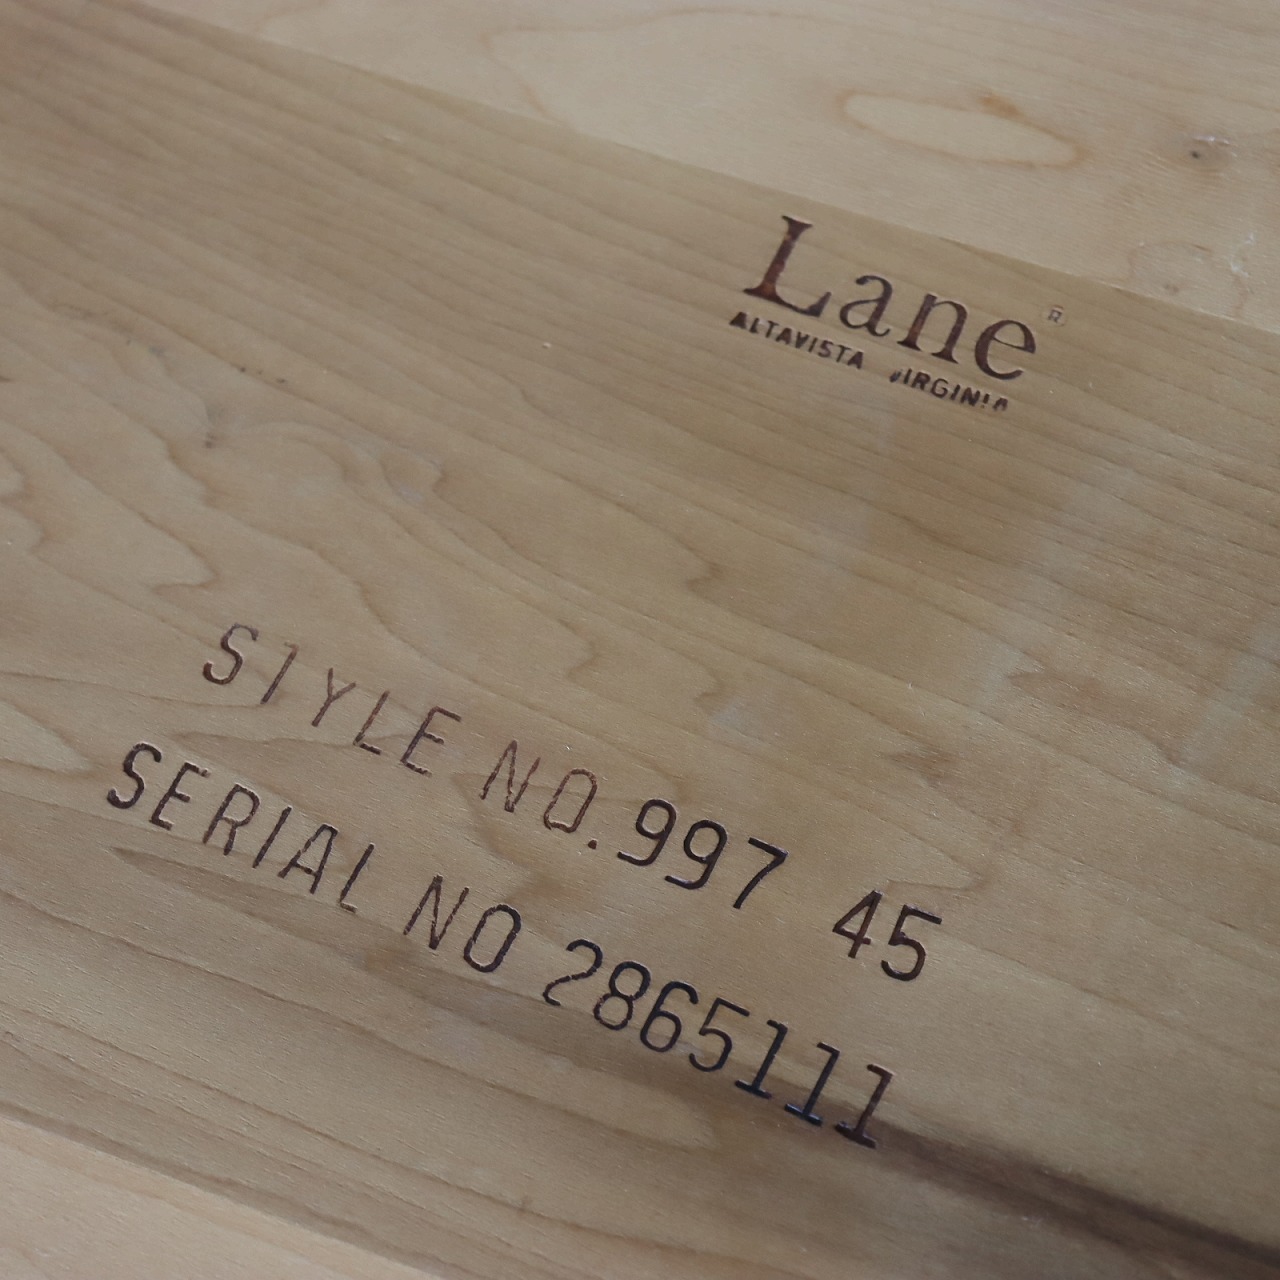 Lane®
ALTAVISTA VIRGINIA
STYLE NO. 997 45
SERIAL NO 2865111